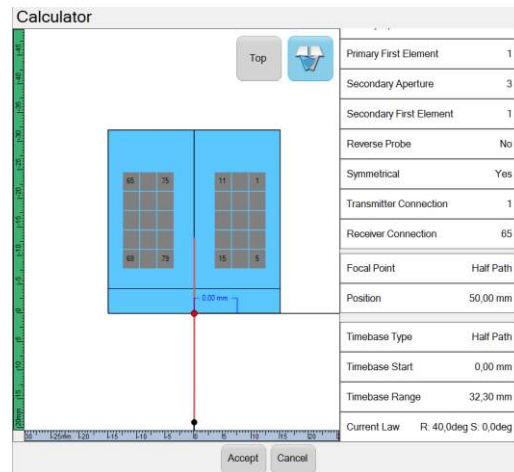 Calculator
Top
Primary First Element 1
Secondary Aperture 3
Secondary First Element 1
Reverse Probe No
Symmetrical Yes
Transmitter Connection 1
Receiver Connection 65
Focal Point Half Path
Position 50,00 mm
Timebase Type Half Path
Timebase Start 0,00 mm
Timebase Range 32,30 mm
Current Law R: 40,0deg S: 0,0deg
65 75 11 1
69 79 15 5
0,00 mm
Accept Cancel